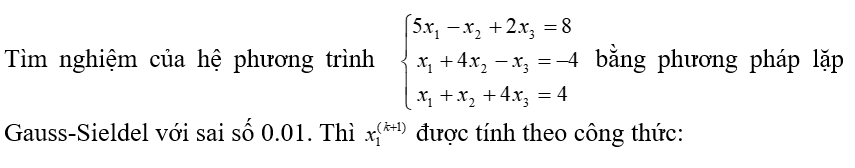 Tìm nghiệm của hệ phương trình { 5x₁ − x₂ + 2x₃ = 8
x₁ + 4x₂ − x₃ = −4
x₁ + x₂ + 4x₃ = 4 bằng phương pháp lặp
Gauss-Sieldel với sai số 0.01. Thì x₁⁽ᵏ⁺¹⁾ được tính theo công thức: